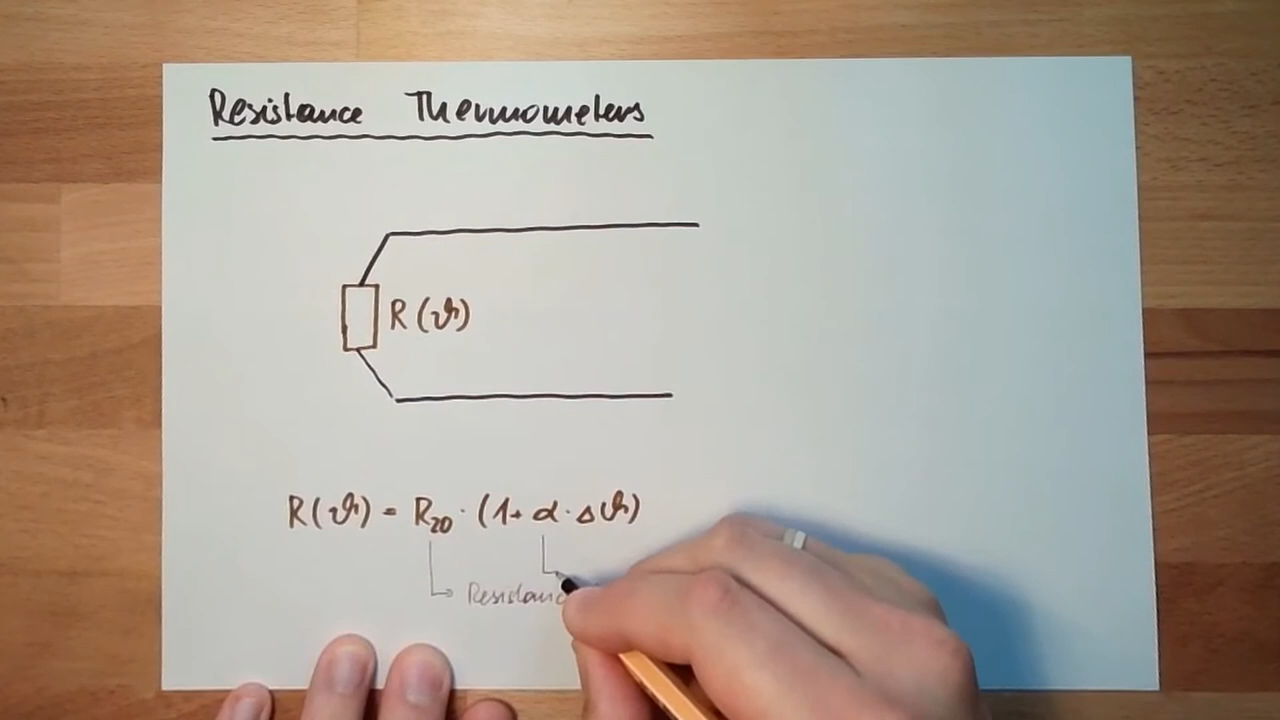 Resistance Thermometers
R(ϑ)
R(ϑ) = R₂₀ · (1 + α · Δϑ)